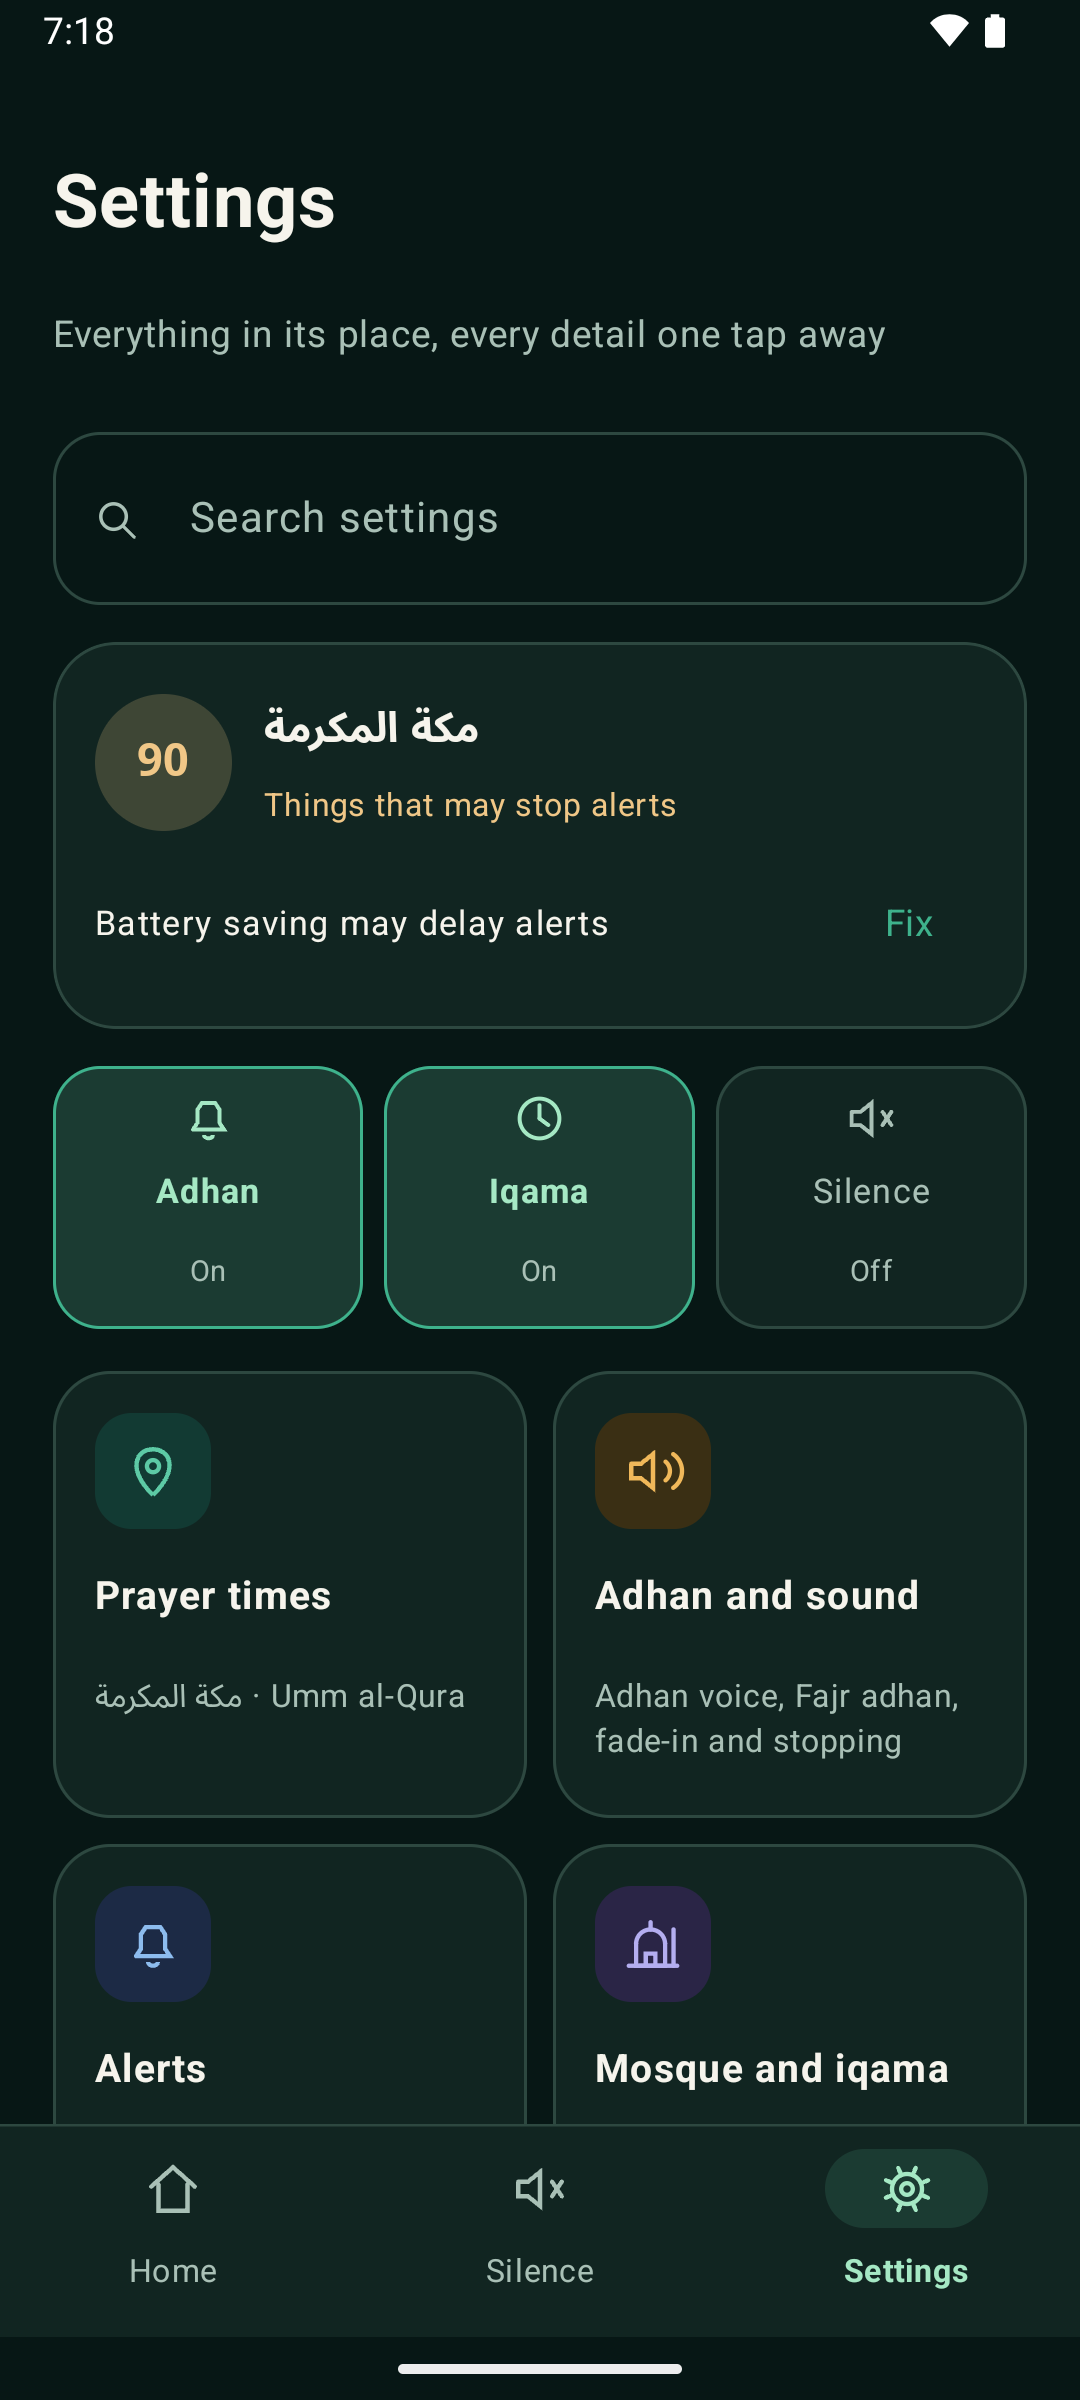 7:18
Settings
Everything in its place, every detail one tap away
Search settings
90
مكة المكرمة
Things that may stop alerts
Battery saving may delay alerts
Fix
Adhan
On
Iqama
On
Silence
Off
Prayer times
مكة المكرمة · Umm al-Qura
Adhan and sound
Adhan voice, Fajr adhan,
fade-in and stopping
Alerts
Mosque and iqama
Home
Silence
Settings